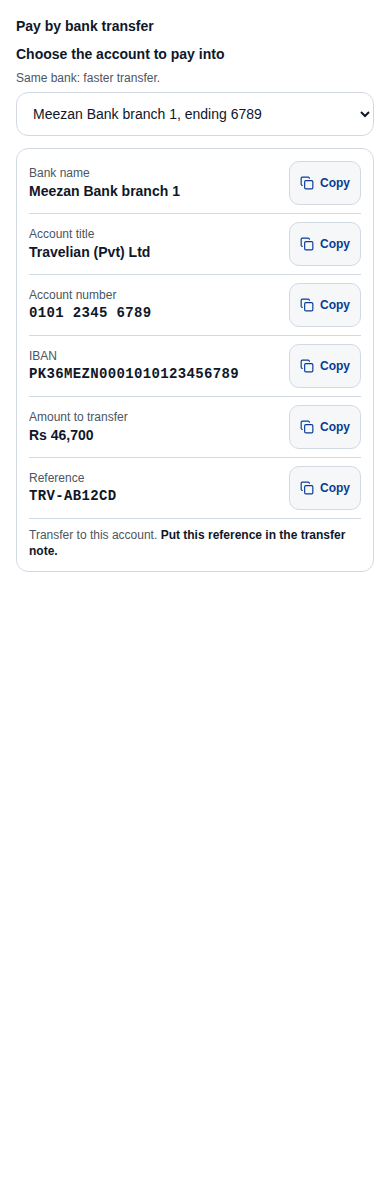 Pay by bank transfer
Choose the account to pay into
Same bank: faster transfer.
Meezan Bank branch 1, ending 6789
Bank name
Meezan Bank branch 1
Copy
Account title
Travelian (Pvt) Ltd
Copy
Account number
0101 2345 6789
Copy
IBAN
PK36MEZN0001010123456789
Copy
Amount to transfer
Rs 46,700
Copy
Reference
TRV-AB12CD
Copy
Transfer to this account. Put this reference in the transfer
note.